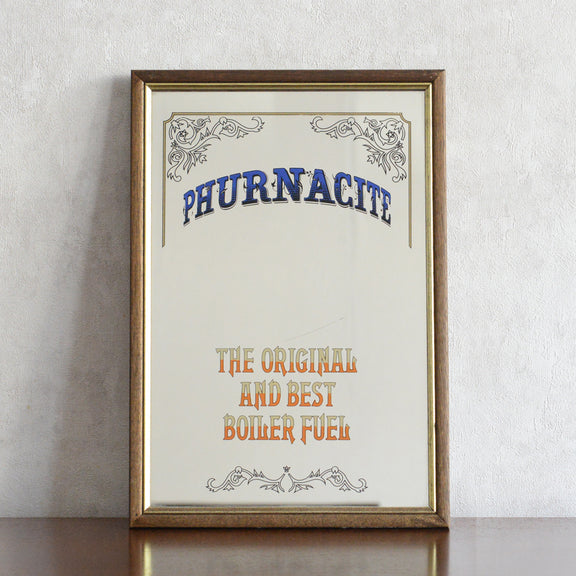 PHURNACITE
THE ORIGINAL
AND BEST
BOILER FUEL